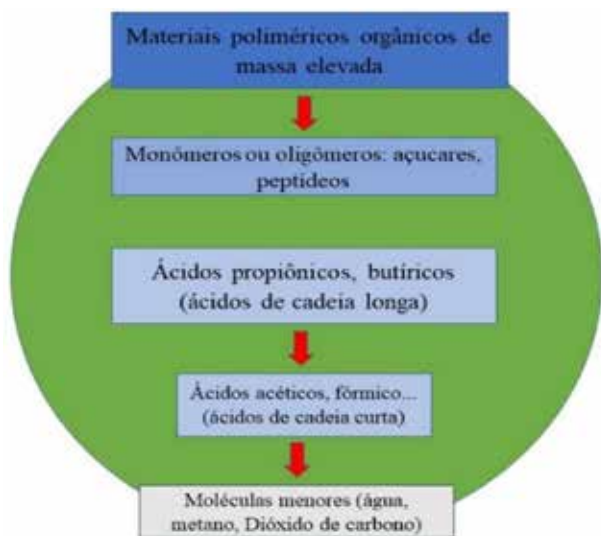 Materiais poliméricos orgânicos de
massa elevada
Monômeros ou oligômeros: açucares,
peptídeos
Ácidos propiônicos, butíricos
(ácidos de cadeia longa)
Ácidos acéticos, fórmico...
(ácidos de cadeia curta)
Moléculas menores (água,
metano, Dióxido de carbono)